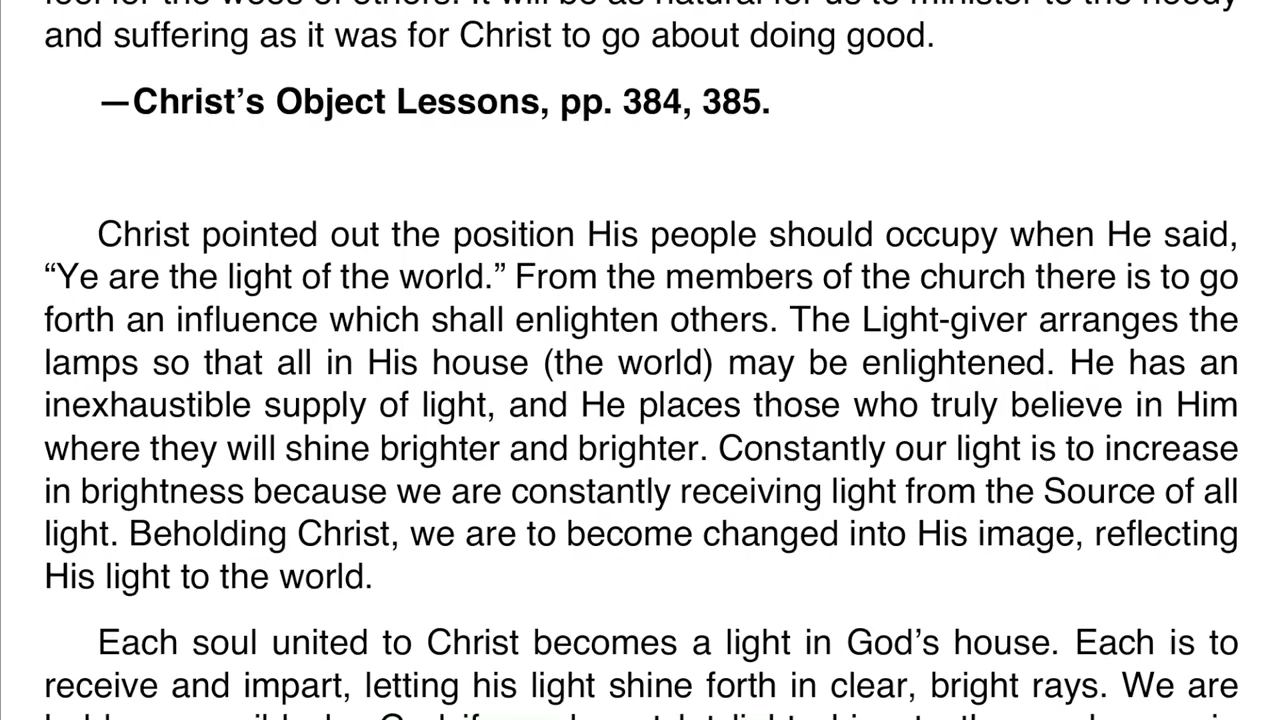 and suffering as it was for Christ to go about doing good.
—Christ’s Object Lessons, pp. 384, 385.
Christ pointed out the position His people should occupy when He said,
“Ye are the light of the world.” From the members of the church there is to go
forth an influence which shall enlighten others. The Light-giver arranges the
lamps so that all in His house (the world) may be enlightened. He has an
inexhaustible supply of light, and He places those who truly believe in Him
where they will shine brighter and brighter. Constantly our light is to increase
in brightness because we are constantly receiving light from the Source of all
light. Beholding Christ, we are to become changed into His image, reflecting
His light to the world.
Each soul united to Christ becomes a light in God’s house. Each is to
receive and impart, letting his light shine forth in clear, bright rays. We are